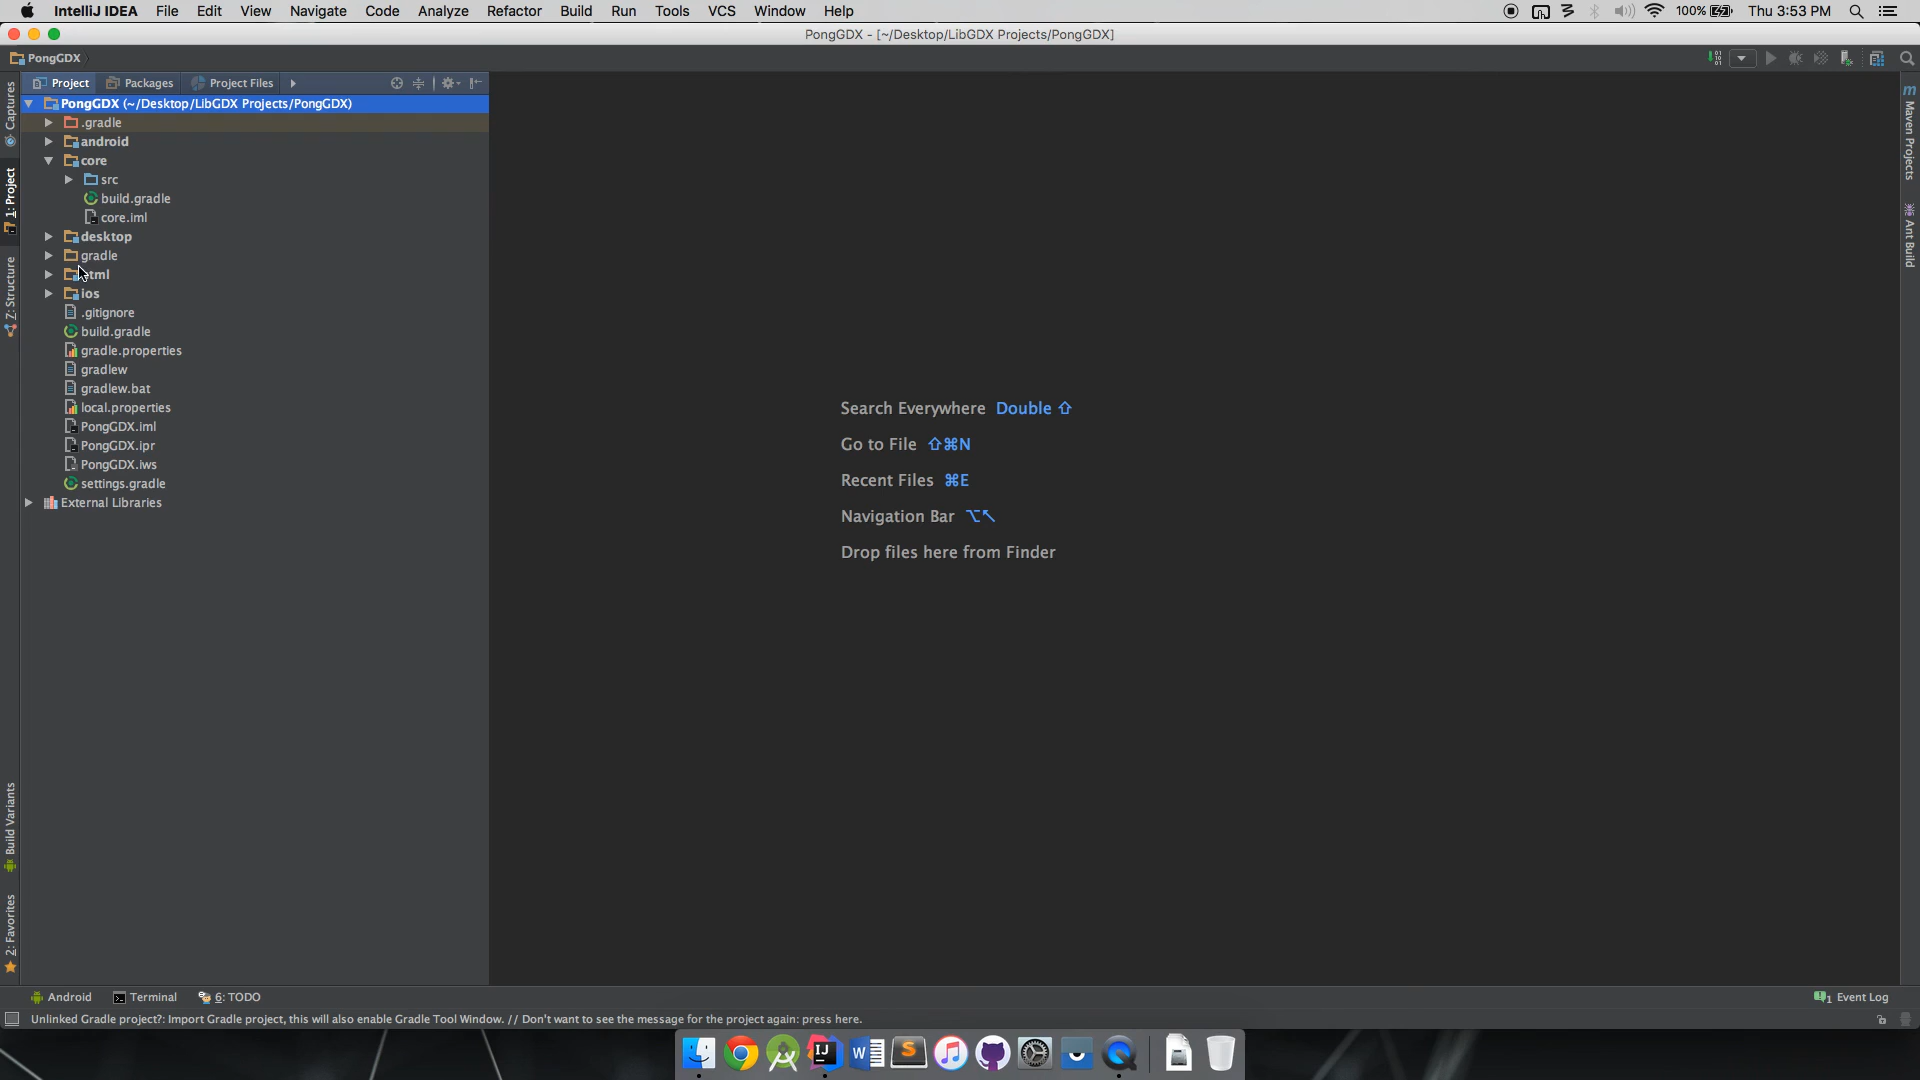 IntelliJ IDEA File Edit View Navigate Code Analyze Refactor Build Run Tools VCS Window Help 100% Thu 3:53 PM
PongGDX - [~/Desktop/LibGDX Projects/PongGDX]
PongGDX
Project Packages Project Files
PongGDX (~/Desktop/LibGDX Projects/PongGDX)
.gradle
android
core
src
build.gradle
core.iml
desktop
gradle
html
ios
.gitignore
build.gradle
gradle.properties
gradlew
gradlew.bat
local.properties
PongGDX.iml
PongGDX.ipr
PongGDX.iws
settings.gradle
External Libraries
Captures
1: Project
7: Structure
Build Variants
2: Favorites
Search Everywhere Double ⇧
Go to File ⇧⌘N
Recent Files ⌘E
Navigation Bar ⌥↖
Drop files here from Finder
m Maven Projects
Ant Build
Android Terminal 6: TODO 1 Event Log
Unlinked Gradle project?: Import Gradle project, this will also enable Gradle Tool Window. // Don't want to see the message for the project again: press here.
IJ W S